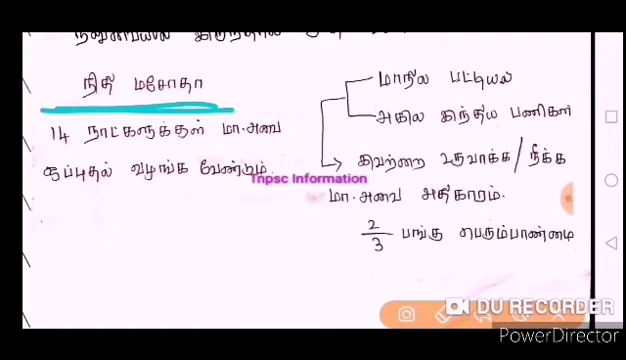 நிதி மசோதா
14 நாட்களுக்குள் மா.அவை
ஒப்புதல் வழங்க வேண்டும்
மாநில பட்டியல்
அகில இந்திய பணிகள்
இவற்றை உருவாக்க / நீக்க
மா.அவை அதிகாரம்.
2/3 பங்கு பெரும்பான்மை
Tnpsc Information
DU RECORDER
PowerDirector